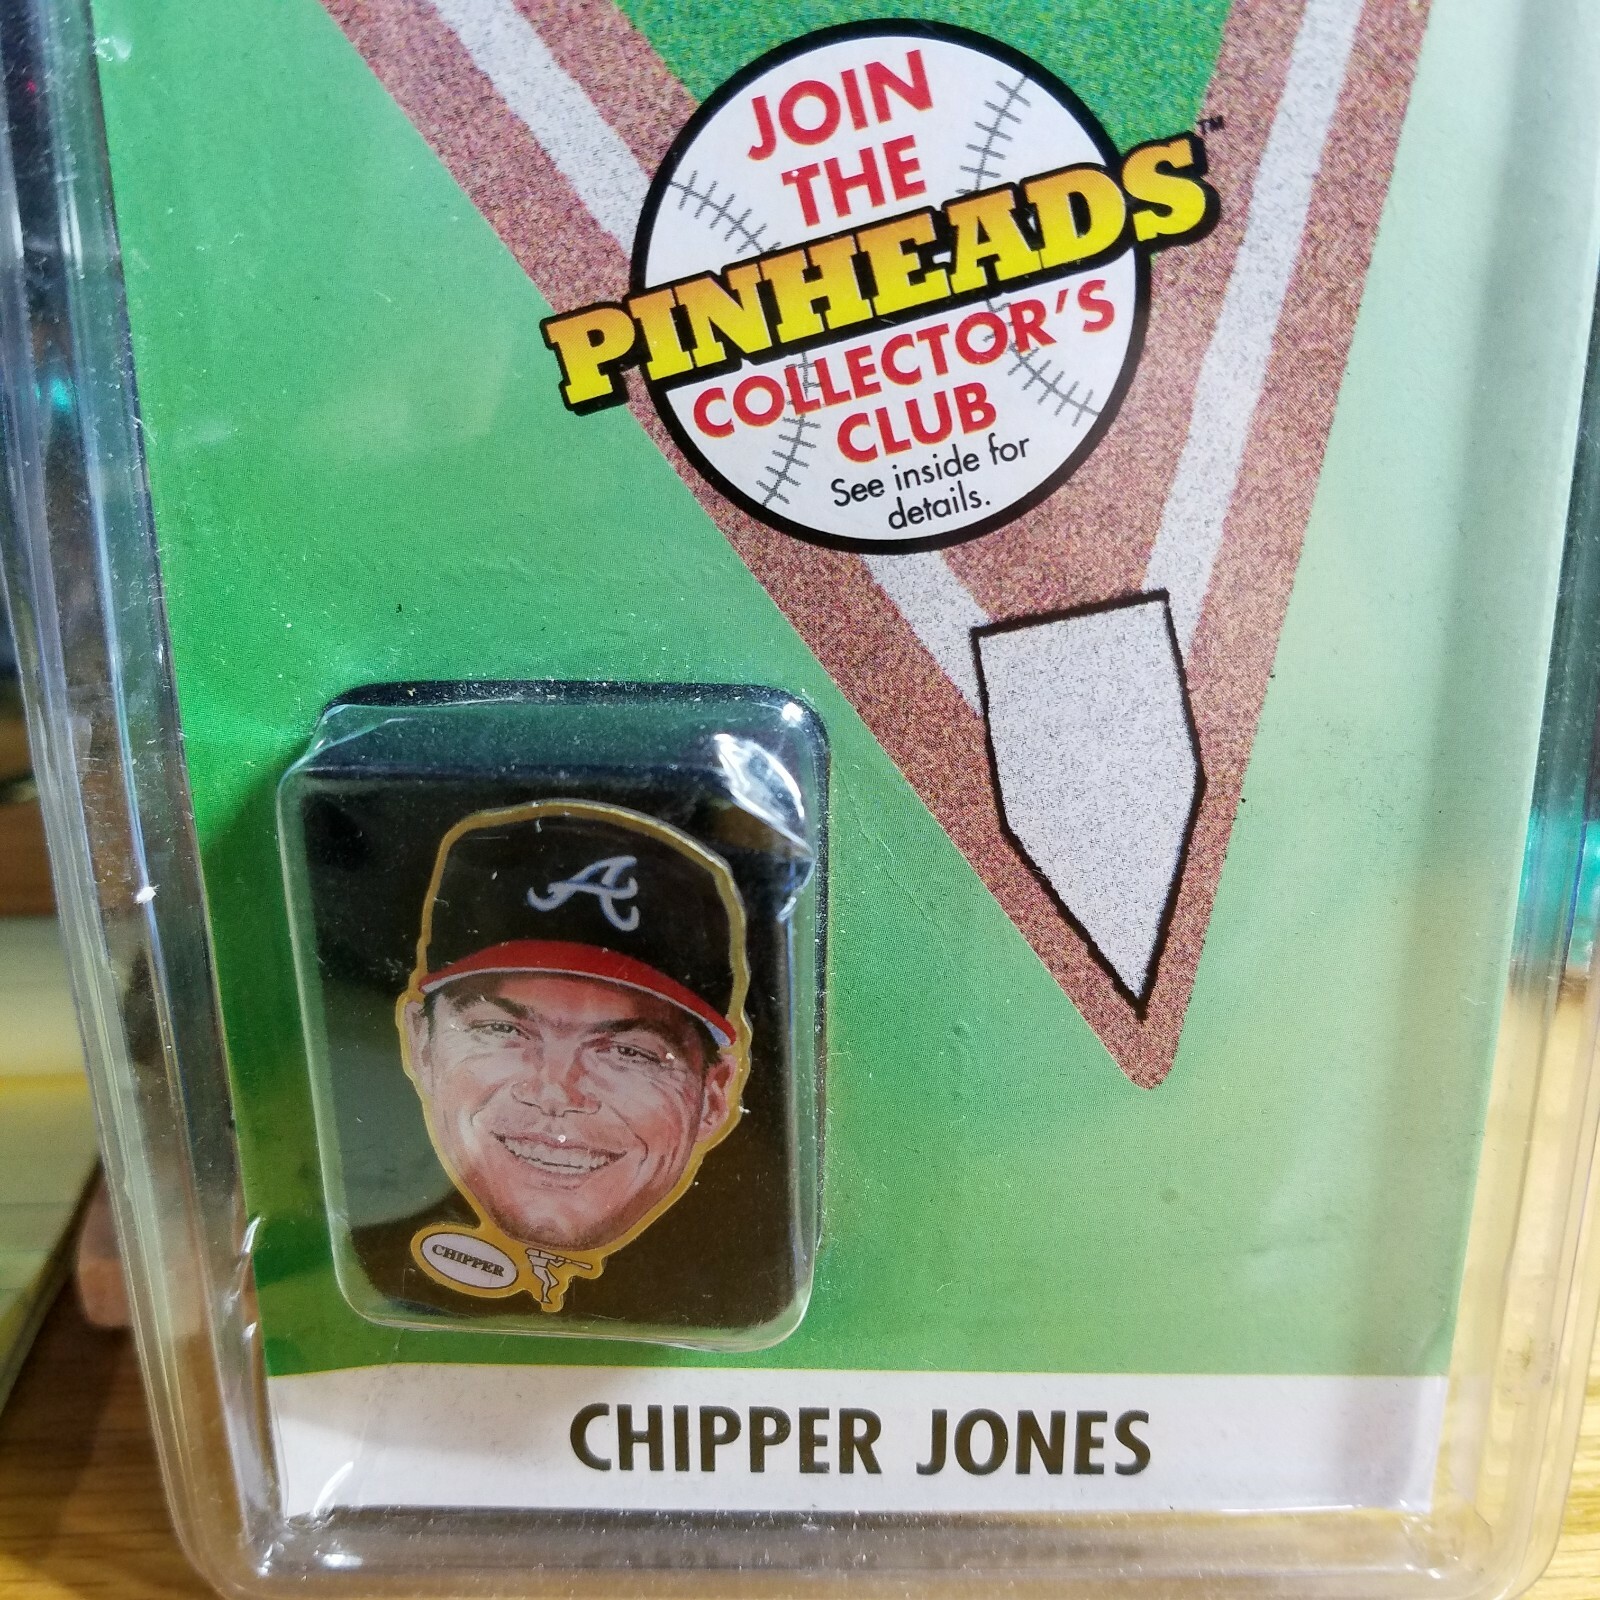 JOIN
THE
PINHEADS™
COLLECTOR'S
CLUB
See inside for
details.
A
CHIPPER
CHIPPER JONES